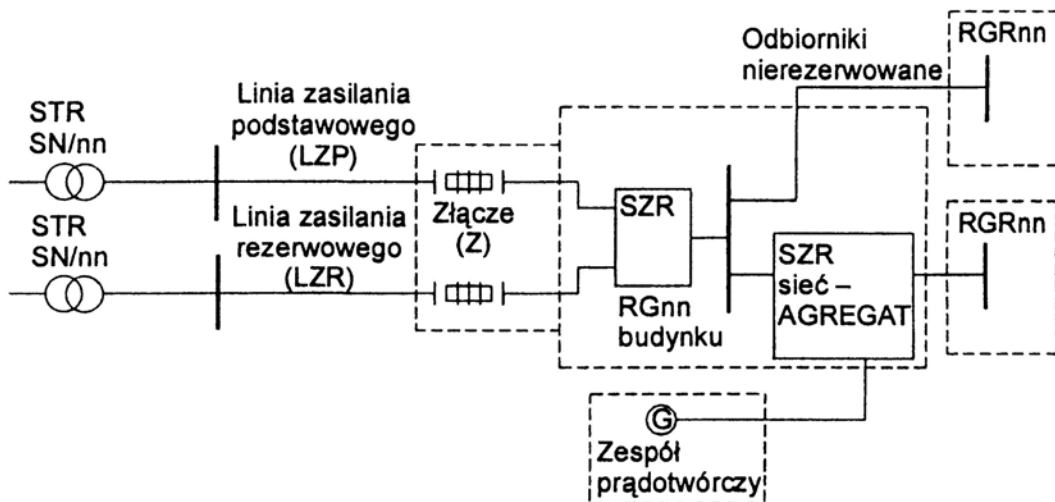 STR
SN/nn
Linia zasilania
podstawowego
(LZP)
STR
SN/nn
Linia zasilania
rezerwowego
(LZR)
Złącze
(Z)
SZR
RGnn
budynku
Odbiorniki
nierezerwowane
RGRnn
SZR
sieć –
AGREGAT
RGRnn
G
Zespół
prądotwórczy